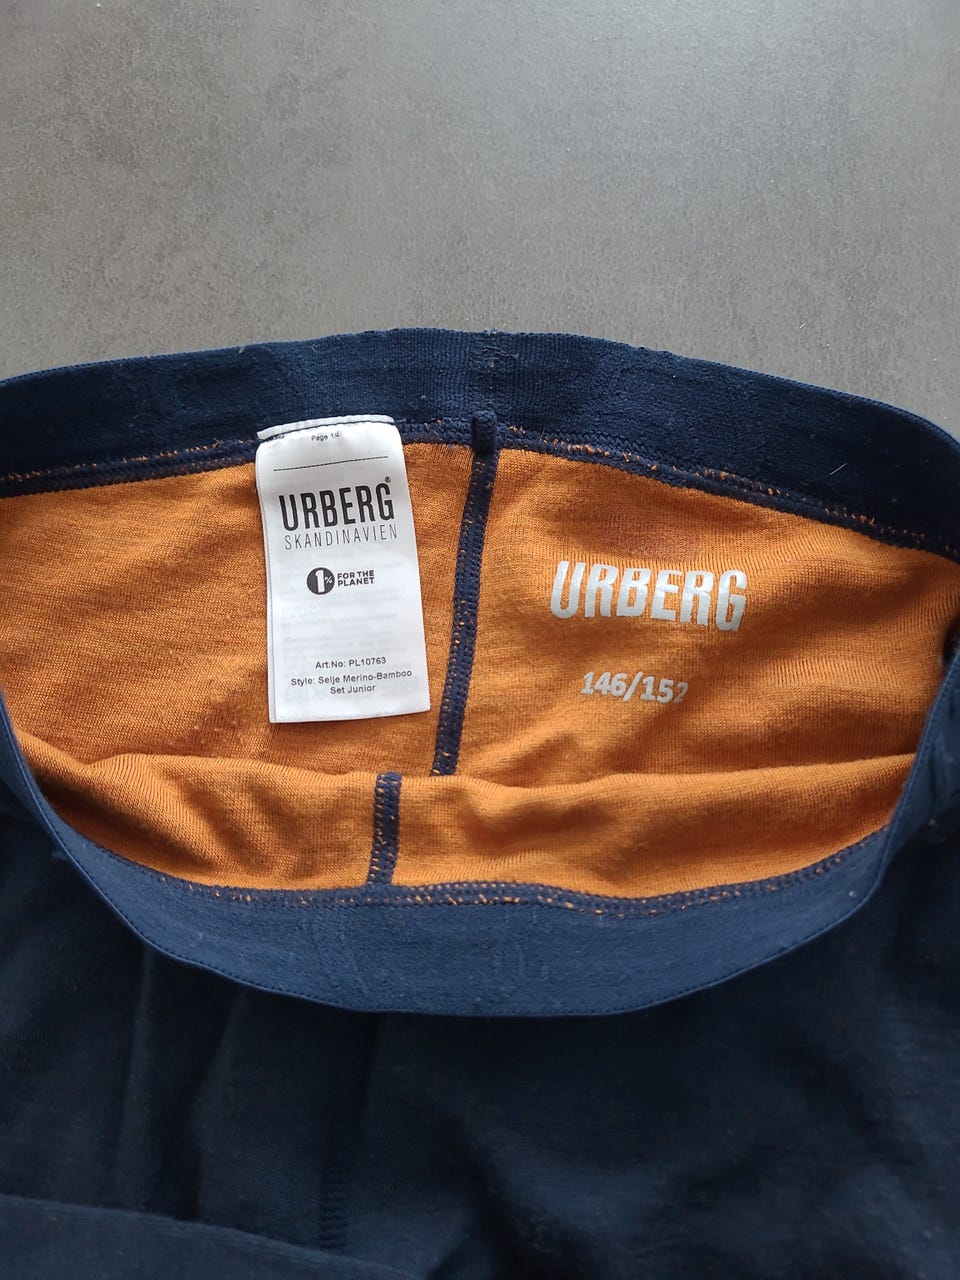 Page 1/4
URBERG®
SKANDINAVIEN
1% FOR THE
PLANET
Art.No: PL10763
Style: Selje Merino-Bamboo
Set Junior
URBERG
146/152